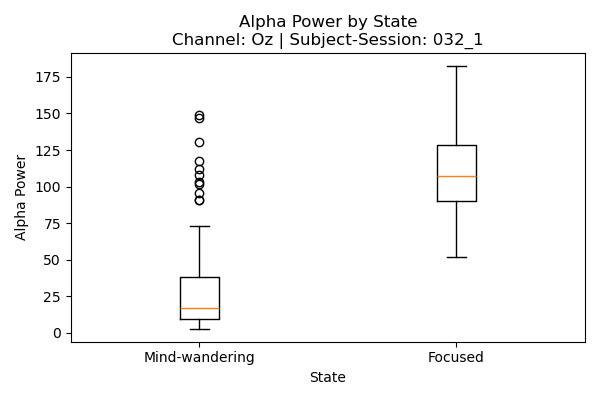 Alpha Power by State
Channel: Oz | Subject-Session: 032_1
175
150
125
100
75
50
25
0
Alpha Power
Mind-wandering
Focused
State